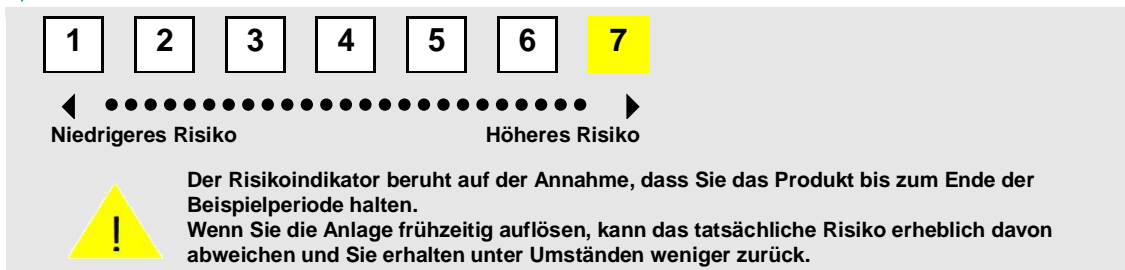 1 2 3 4 5 6 7
Niedrigeres Risiko Höheres Risiko
Der Risikoindikator beruht auf der Annahme, dass Sie das Produkt bis zum Ende der
Beispielperiode halten.
Wenn Sie die Anlage frühzeitig auflösen, kann das tatsächliche Risiko erheblich davon
abweichen und Sie erhalten unter Umständen weniger zurück.
!